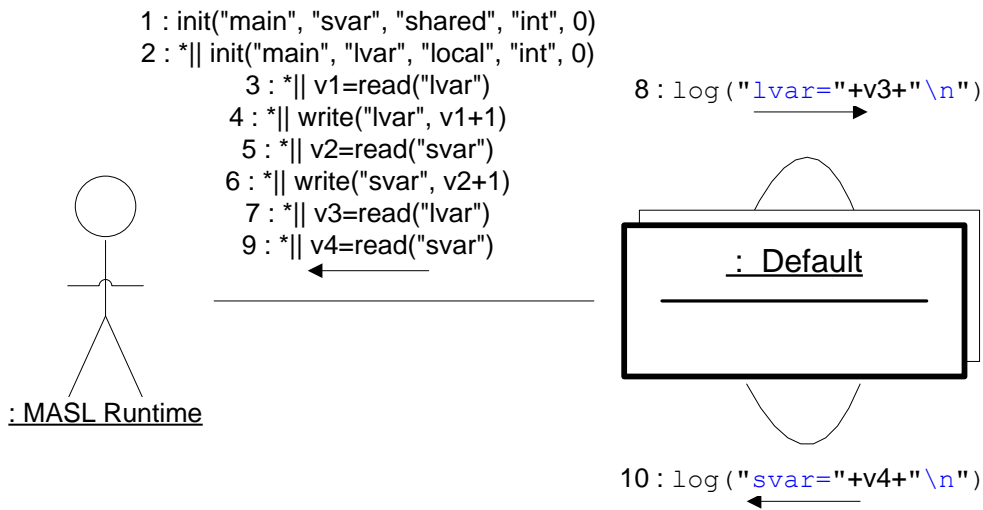 1 : init("main", "svar", "shared", "int", 0)
2 : *|| init("main", "lvar", "local", "int", 0)
3 : *|| v1=read("lvar")
4 : *|| write("lvar", v1+1)
5 : *|| v2=read("svar")
6 : *|| write("svar", v2+1)
7 : *|| v3=read("lvar")
9 : *|| v4=read("svar")
8 : log("lvar="+v3+"\n")
: Default
: MASL Runtime
10 : log("svar="+v4+"\n")